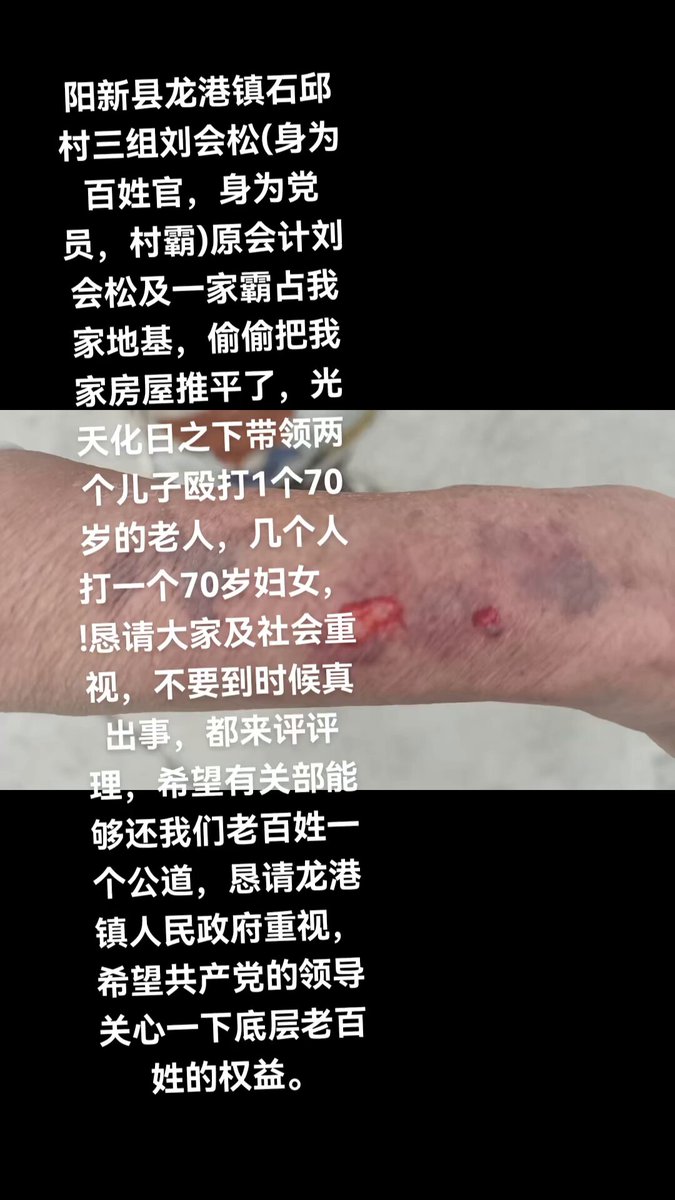 阳新县龙港镇石邱
村三组刘会松(身为
百姓官，身为党
员，村霸)原会计刘
会松及一家霸占我
家地基，偷偷把我
家房屋推平了，光
天化日之下带领两
个儿子殴打1个70
岁的老人，几个人
打一个70岁妇女，
!恳请大家及社会重
视，不要到时候真
出事，都来评评
理，希望有关部能
够还我们老百姓一
个公道，恳请龙港
镇人民政府重视，
希望共产党的领导
关心一下底层老百
姓的权益。